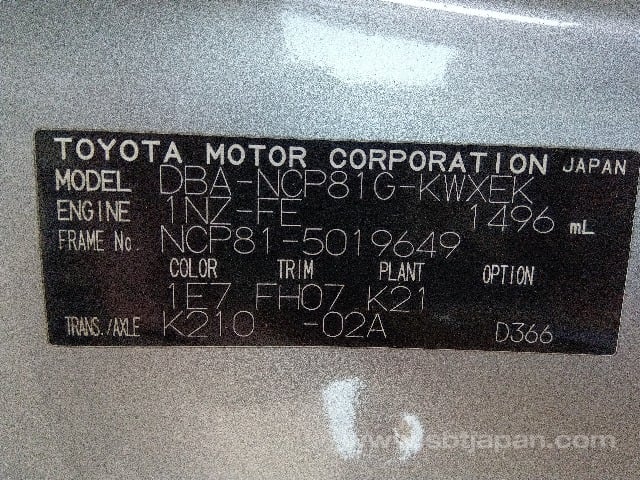 TOYOTA MOTOR CORPORATION JAPAN
MODEL DBA-NCP81G-KWXEK
ENGINE 1NZ-FE 1496 mL
FRAME No. NCP81-5019649
COLOR TRIM PLANT OPTION
1E7 FH07 K21
TRANS./AXLE K210 -02A D366
www.sbtjapan.com